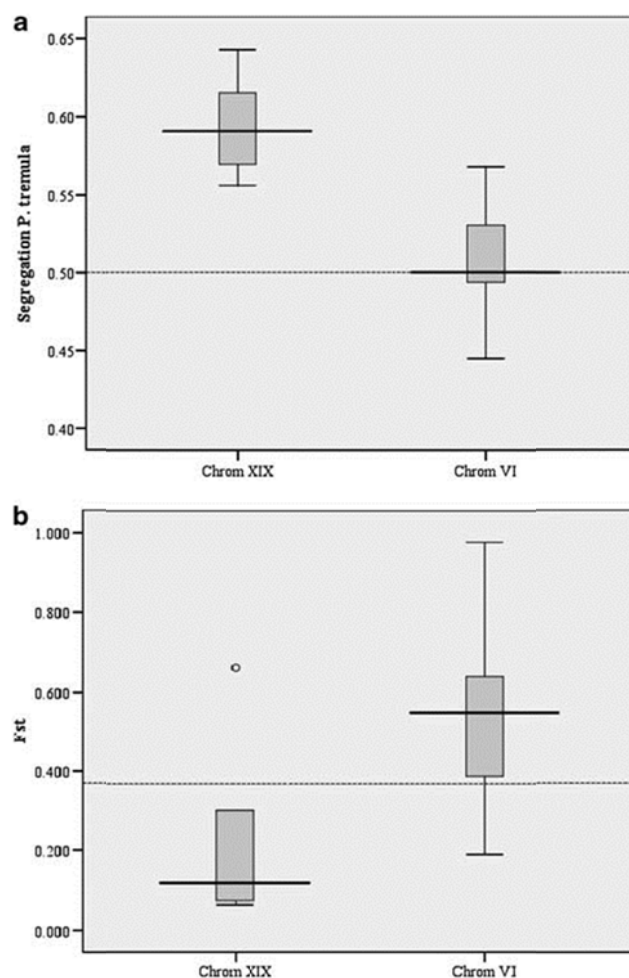 a
0.65
0.60
0.55
0.50
0.45
0.40
Segregation P. tremula
Chrom XIX Chrom VI
b
1.000
0.800
0.600
0.400
0.200
0.000
Fst
Chrom XIX Chrom VI